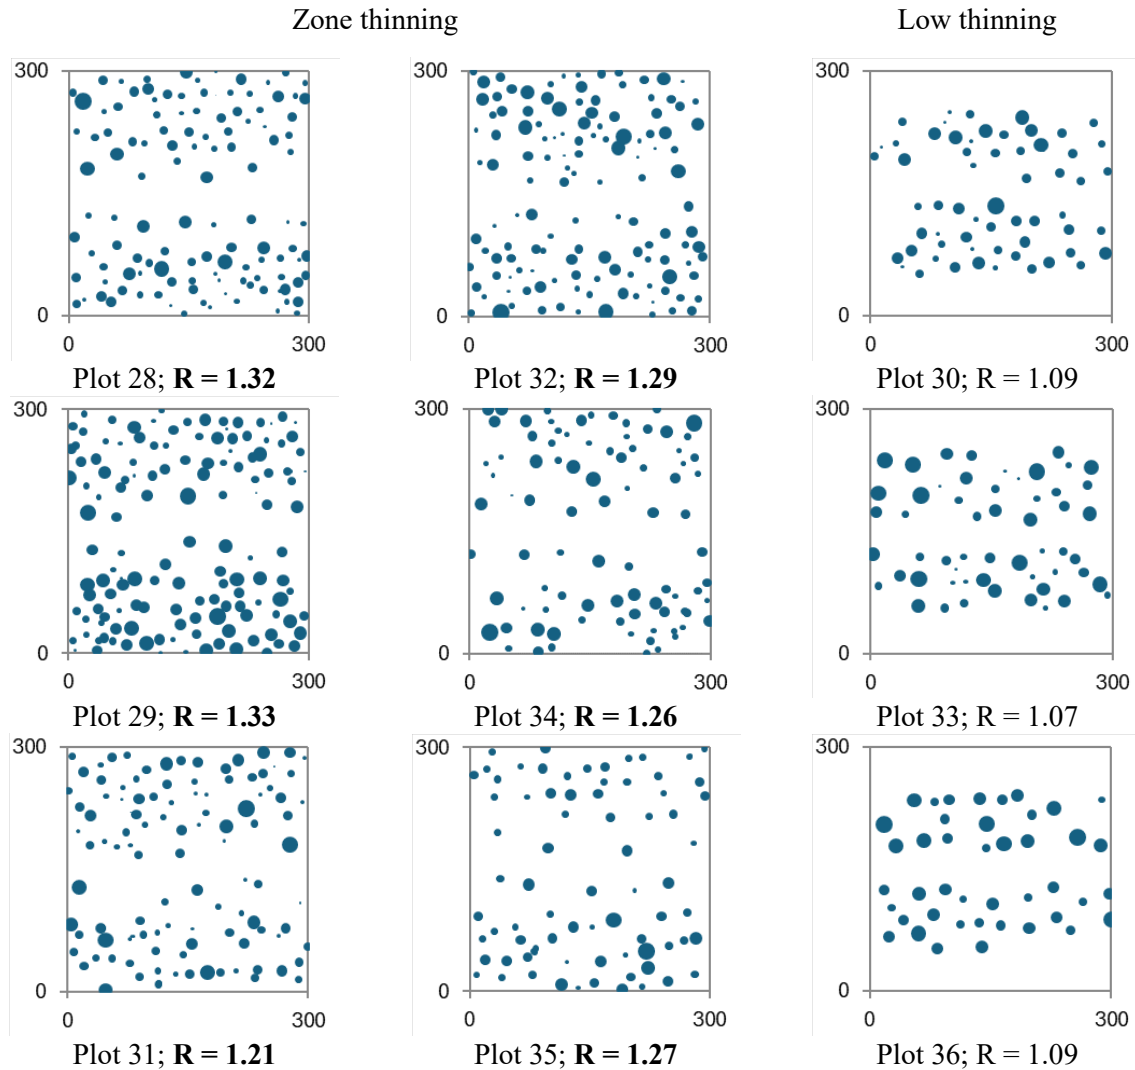 Zone thinning Low thinning
300 300 300
0 0 0
0 300 0 300 0 300
Plot 28; R = 1.32 Plot 32; R = 1.29 Plot 30; R = 1.09
300 300 300
0 0 0
0 300 0 300 0 300
Plot 29; R = 1.33 Plot 34; R = 1.26 Plot 33; R = 1.07
300 300 300
0 0 0
0 300 0 300 0 300
Plot 31; R = 1.21 Plot 35; R = 1.27 Plot 36; R = 1.09